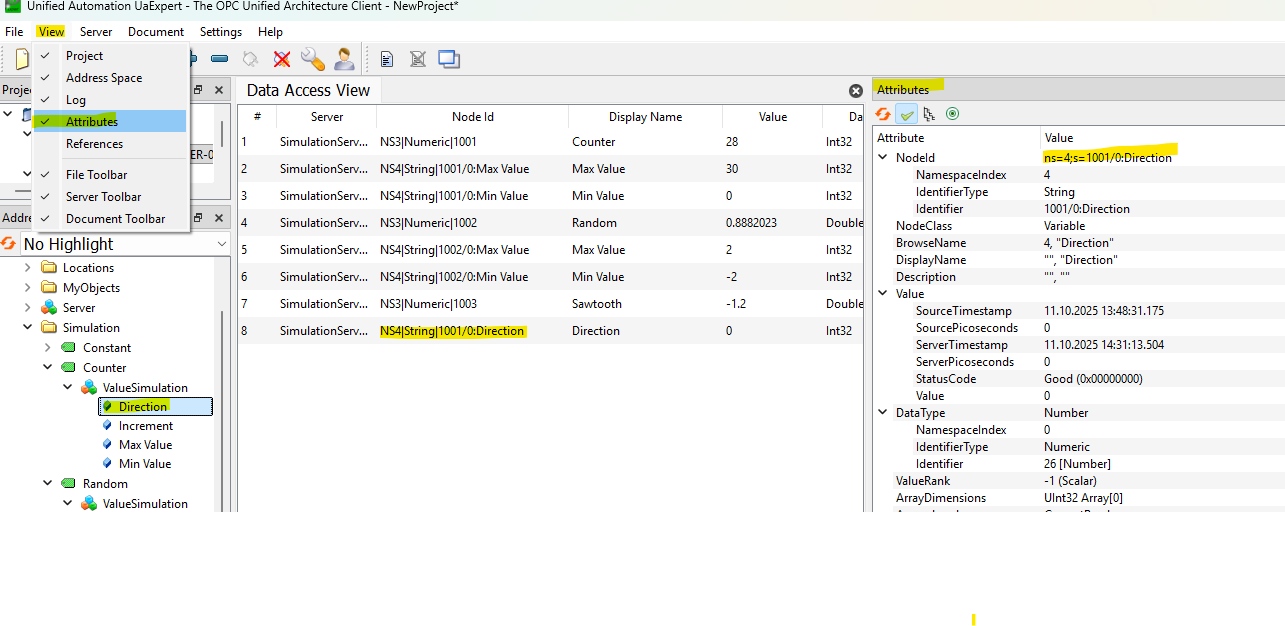 Unified Automation UaExpert - The OPC Unified Architecture Client - NewProject*
File View Server Document Settings Help
Project
Address Space
Log
Attributes
References
File Toolbar
Server Toolbar
Document Toolbar
No Highlight
Locations
MyObjects
Server
Simulation
Constant
Counter
ValueSimulation
Direction
Increment
Max Value
Min Value
Random
ValueSimulation
Data Access View
# Server Node Id Display Name Value Da
1 SimulationServ... NS3|Numeric|1001 Counter 28 Int32
2 SimulationServ... NS4|String|1001/0:Max Value Max Value 30 Int32
3 SimulationServ... NS4|String|1001/0:Min Value Min Value 0 Int32
4 SimulationServ... NS3|Numeric|1002 Random 0.8882023 Double
5 SimulationServ... NS4|String|1002/0:Max Value Max Value 2 Int32
6 SimulationServ... NS4|String|1002/0:Min Value Min Value -2 Int32
7 SimulationServ... NS3|Numeric|1003 Sawtooth -1.2 Double
8 SimulationServ... NS4|String|1001/0:Direction Direction 0 Int32
Attributes
Attribute Value
NodeId ns=4;s=1001/0:Direction
NamespaceIndex 4
IdentifierType String
Identifier 1001/0:Direction
NodeClass Variable
BrowseName 4, "Direction"
DisplayName "", "Direction"
Description "", ""
Value
SourceTimestamp 11.10.2025 13:48:31.175
SourcePicoseconds 0
ServerTimestamp 11.10.2025 14:31:13.504
ServerPicoseconds 0
StatusCode Good (0x00000000)
Value 0
DataType Number
NamespaceIndex 0
IdentifierType Numeric
Identifier 26 [Number]
ValueRank -1 (Scalar)
ArrayDimensions UInt32 Array[0]